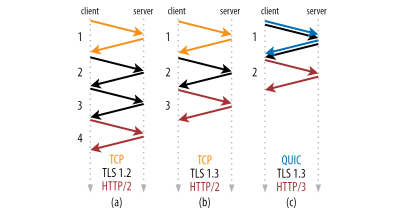 client server client server client server
1 1 1
2 2 2
3 3
4
TCP TCP QUIC
TLS 1.2 TLS 1.3 TLS 1.3
HTTP/2 HTTP/2 HTTP/3
(a) (b) (c)